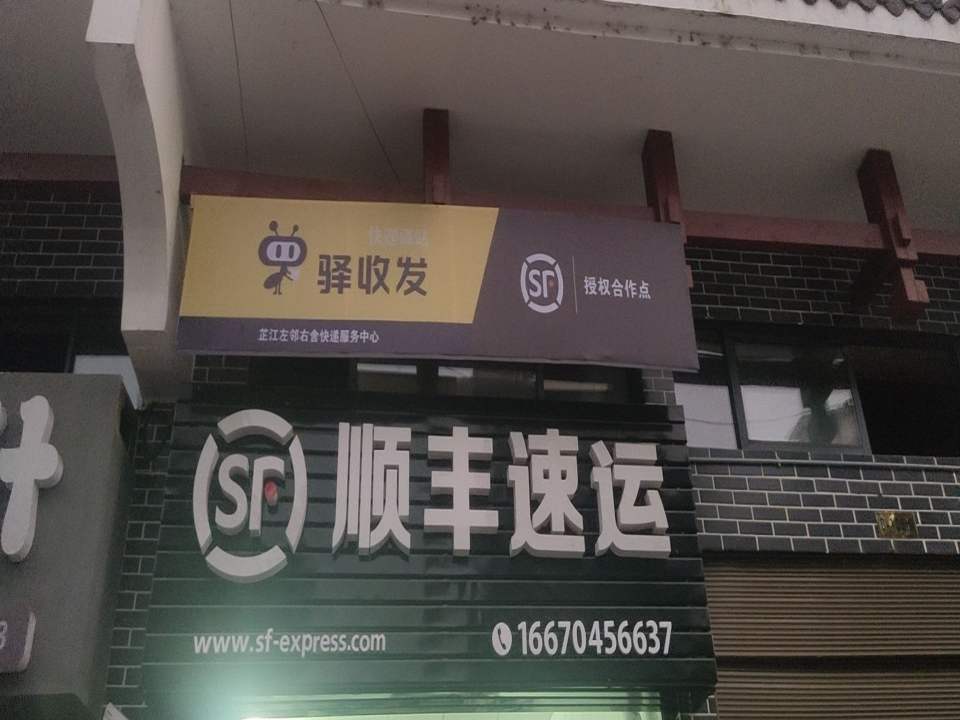 快递驿站
驿收发
SF
授权合作点
芷江左邻右舍快递服务中心
SF
顺丰速运
www.sf-express.com
16670456637
计